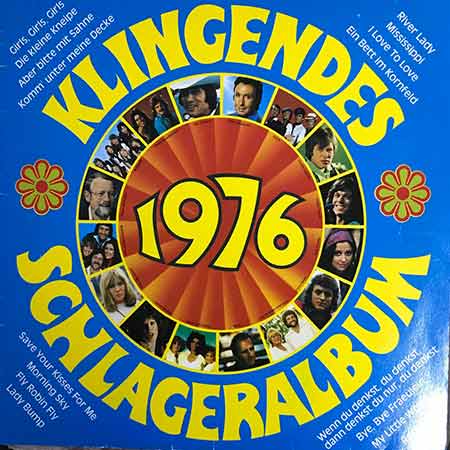 Girls, Girls, Girls
Die kleine Kneipe
Aber bitte mit Sahne
Komm unter meine Decke
River Lady
Mississippi
I Love To Love
Ein Bett im Kornfeld
KLINGENDES
1976
SCHLAGERALBUM
Save Your Kisses For Me
Morning Sky
Fly Robin Fly
Lady Bump
Wenn du denkst, du denkst,
dann denkst du nur, du denkst
Bye, Bye Fraeulein
My Little